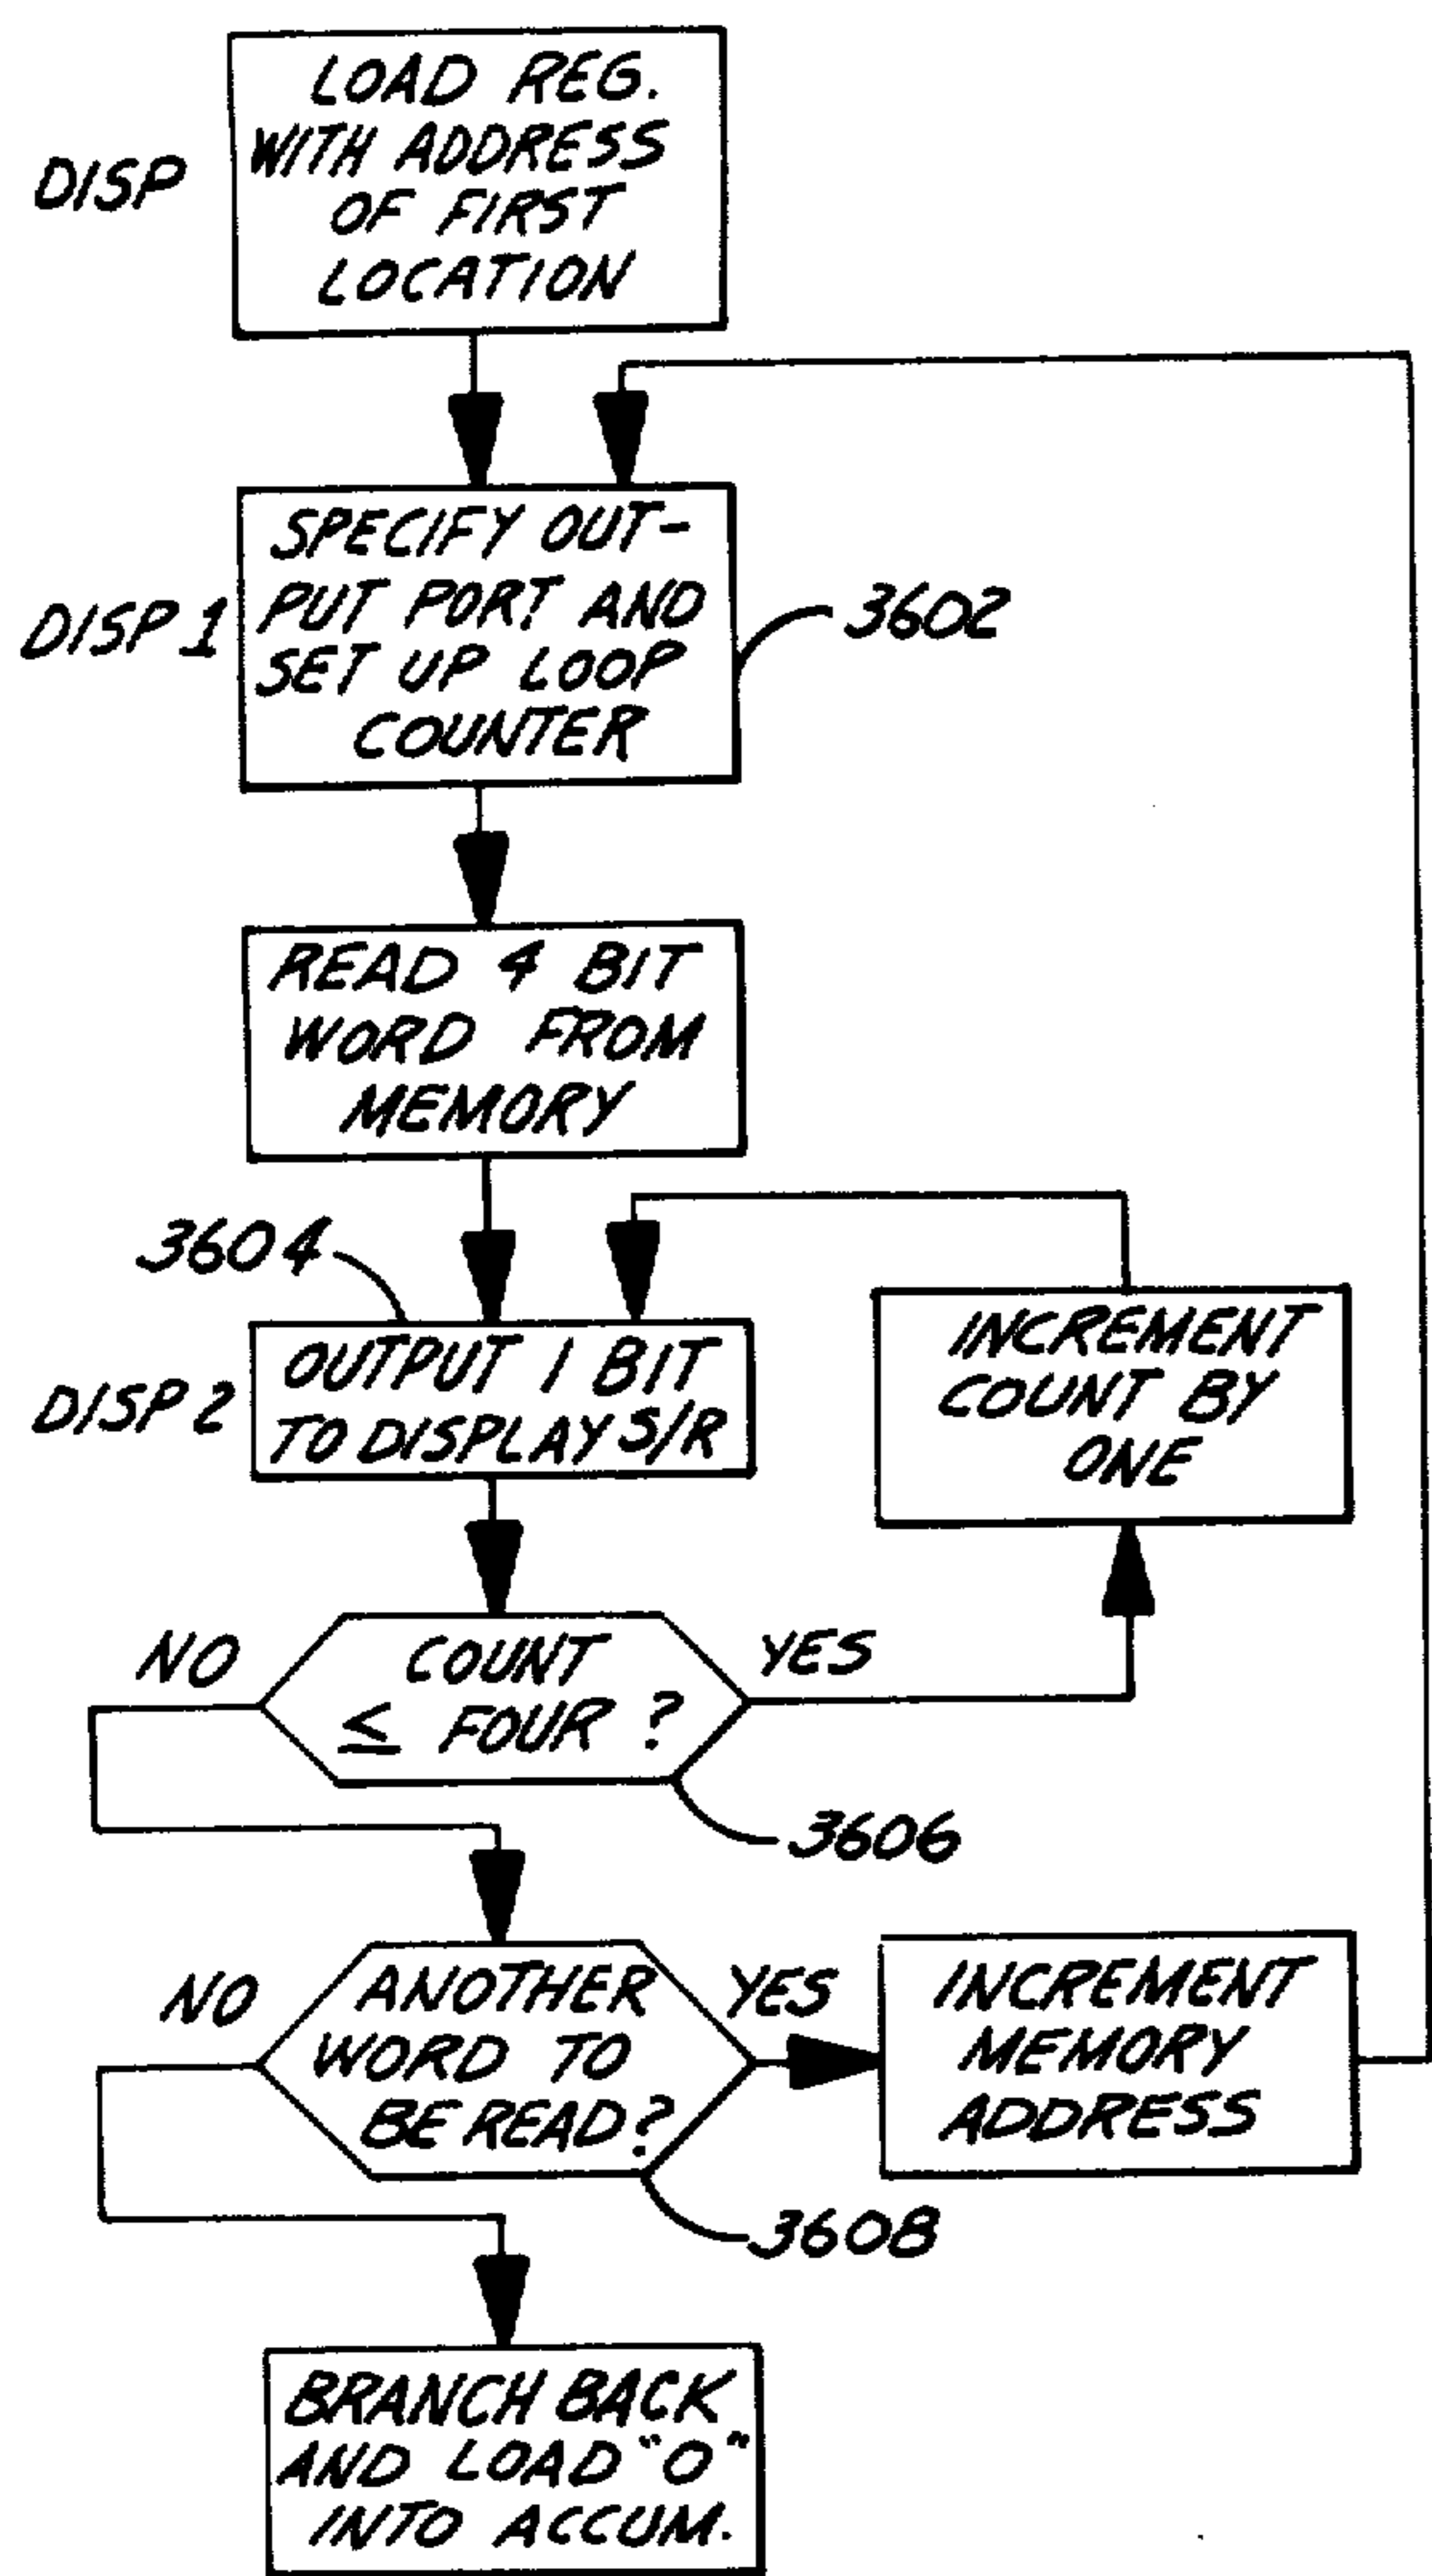 LOAD REG.
WITH ADDRESS
OF FIRST
LOCATION
DISP
SPECIFY OUT-
PUT PORT AND
SET UP LOOP
COUNTER
DISP 1
3602
READ 4 BIT
WORD FROM
MEMORY
3604
OUTPUT 1 BIT
TO DISPLAY S/R
DISP 2
INCREMENT
COUNT BY
ONE
NO
COUNT
≤ FOUR ?
YES
3606
NO
ANOTHER
WORD TO
BE READ?
YES
INCREMENT
MEMORY
ADDRESS
3608
BRANCH BACK
AND LOAD "O"
INTO ACCUM.